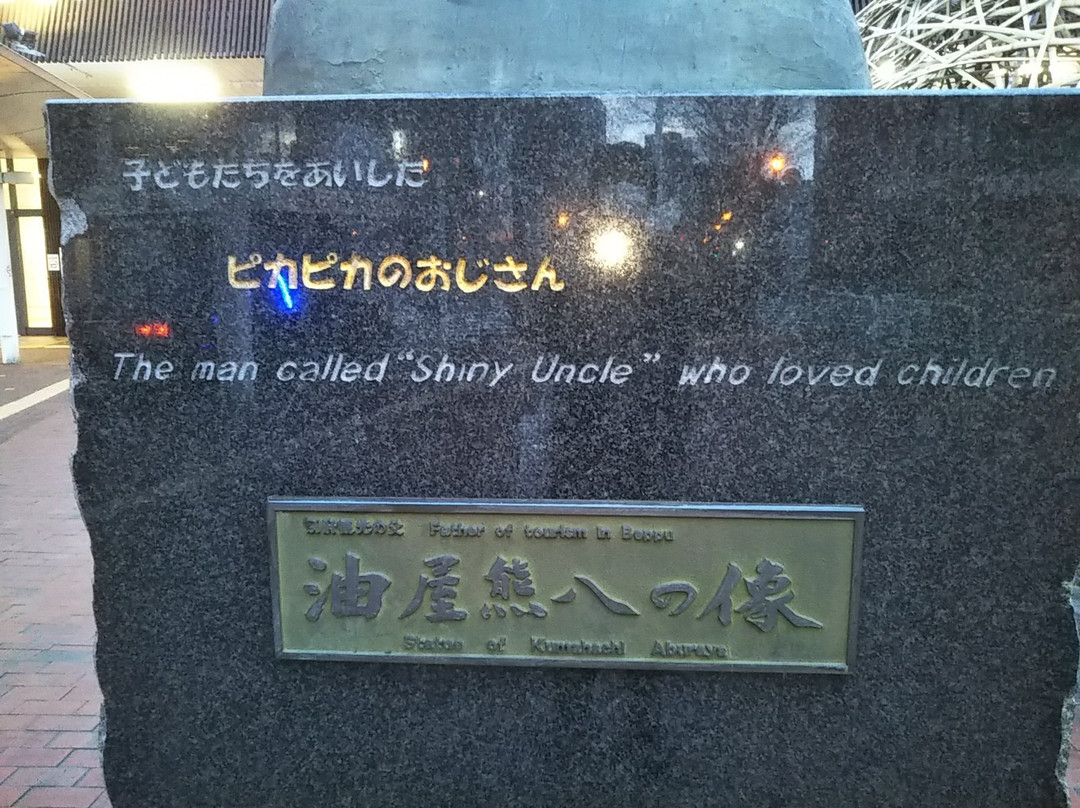 子どもたちをあいした
ピカピカのおじさん
The man called “Shiny Uncle” who loved children
別府観光の父 Father of tourism in Beppu
油屋熊八の像
Statue of Kumahachi Aburaya